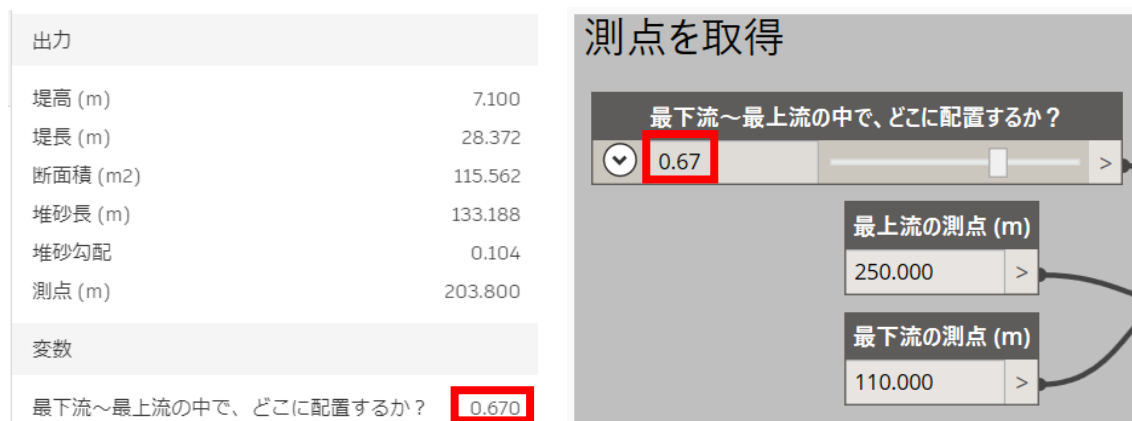 出力
堤高 (m) 7.100
堤長 (m) 28.372
断面積 (m2) 115.562
堆砂長 (m) 133.188
堆砂勾配 0.104
測点 (m) 203.800
変数
最下流～最上流の中で、どこに配置するか？ 0.670
測点を取得
最下流～最上流の中で、どこに配置するか？
0.67 >
最上流の測点 (m)
250.000 >
最下流の測点 (m)
110.000 >